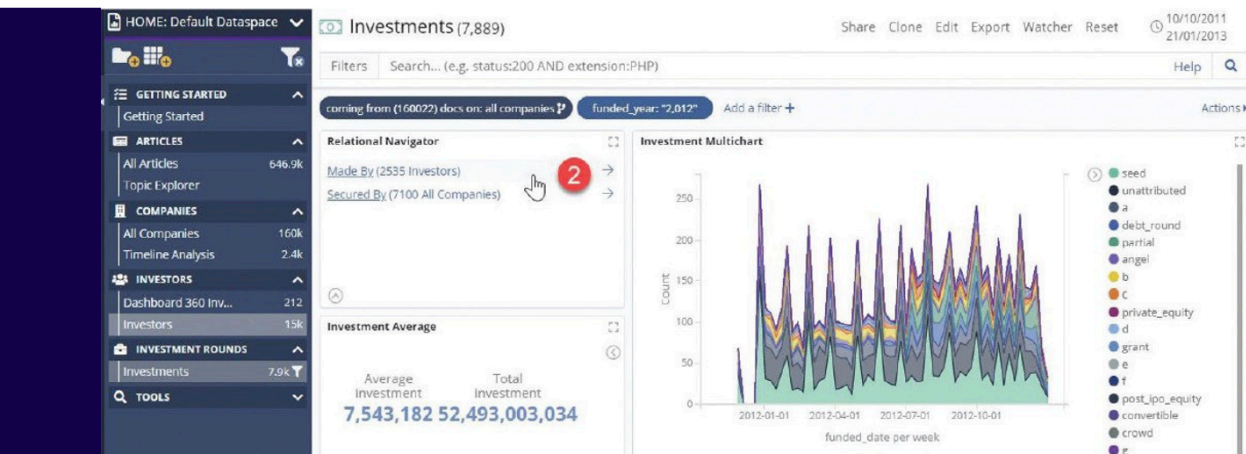 HOME: Default Dataspace
GETTING STARTED
Getting Started
ARTICLES
All Articles 646.9k
Topic Explorer
COMPANIES
All Companies 160k
Timeline Analysis 2.4k
INVESTORS
Dashboard 360 Inv... 212
Investors 15k
INVESTMENT ROUNDS
Investments 7.9k
TOOLS
Investments (7,889)
Share Clone Edit Export Watcher Reset
10/10/2011
21/01/2013
Filters Search... (e.g. status:200 AND extension:PHP) Help
coming from (160022) docs on: all companies funded_year: "2,012" Add a filter + Actions
Relational Navigator
Made By (2535 Investors)
2
Secured By (7100 All Companies)
Investment Average
Average Total
Investment Investment
7,543,182 52,493,003,034
Investment Multichart
250
200
150
100
50
0
Count
2012-01-01 2012-04-01 2012-07-01 2012-10-01
funded_date per week
seed
unattributed
a
debt_round
partial
angel
b
c
private_equity
d
grant
e
f
post_ipo_equity
convertible
crowd
g